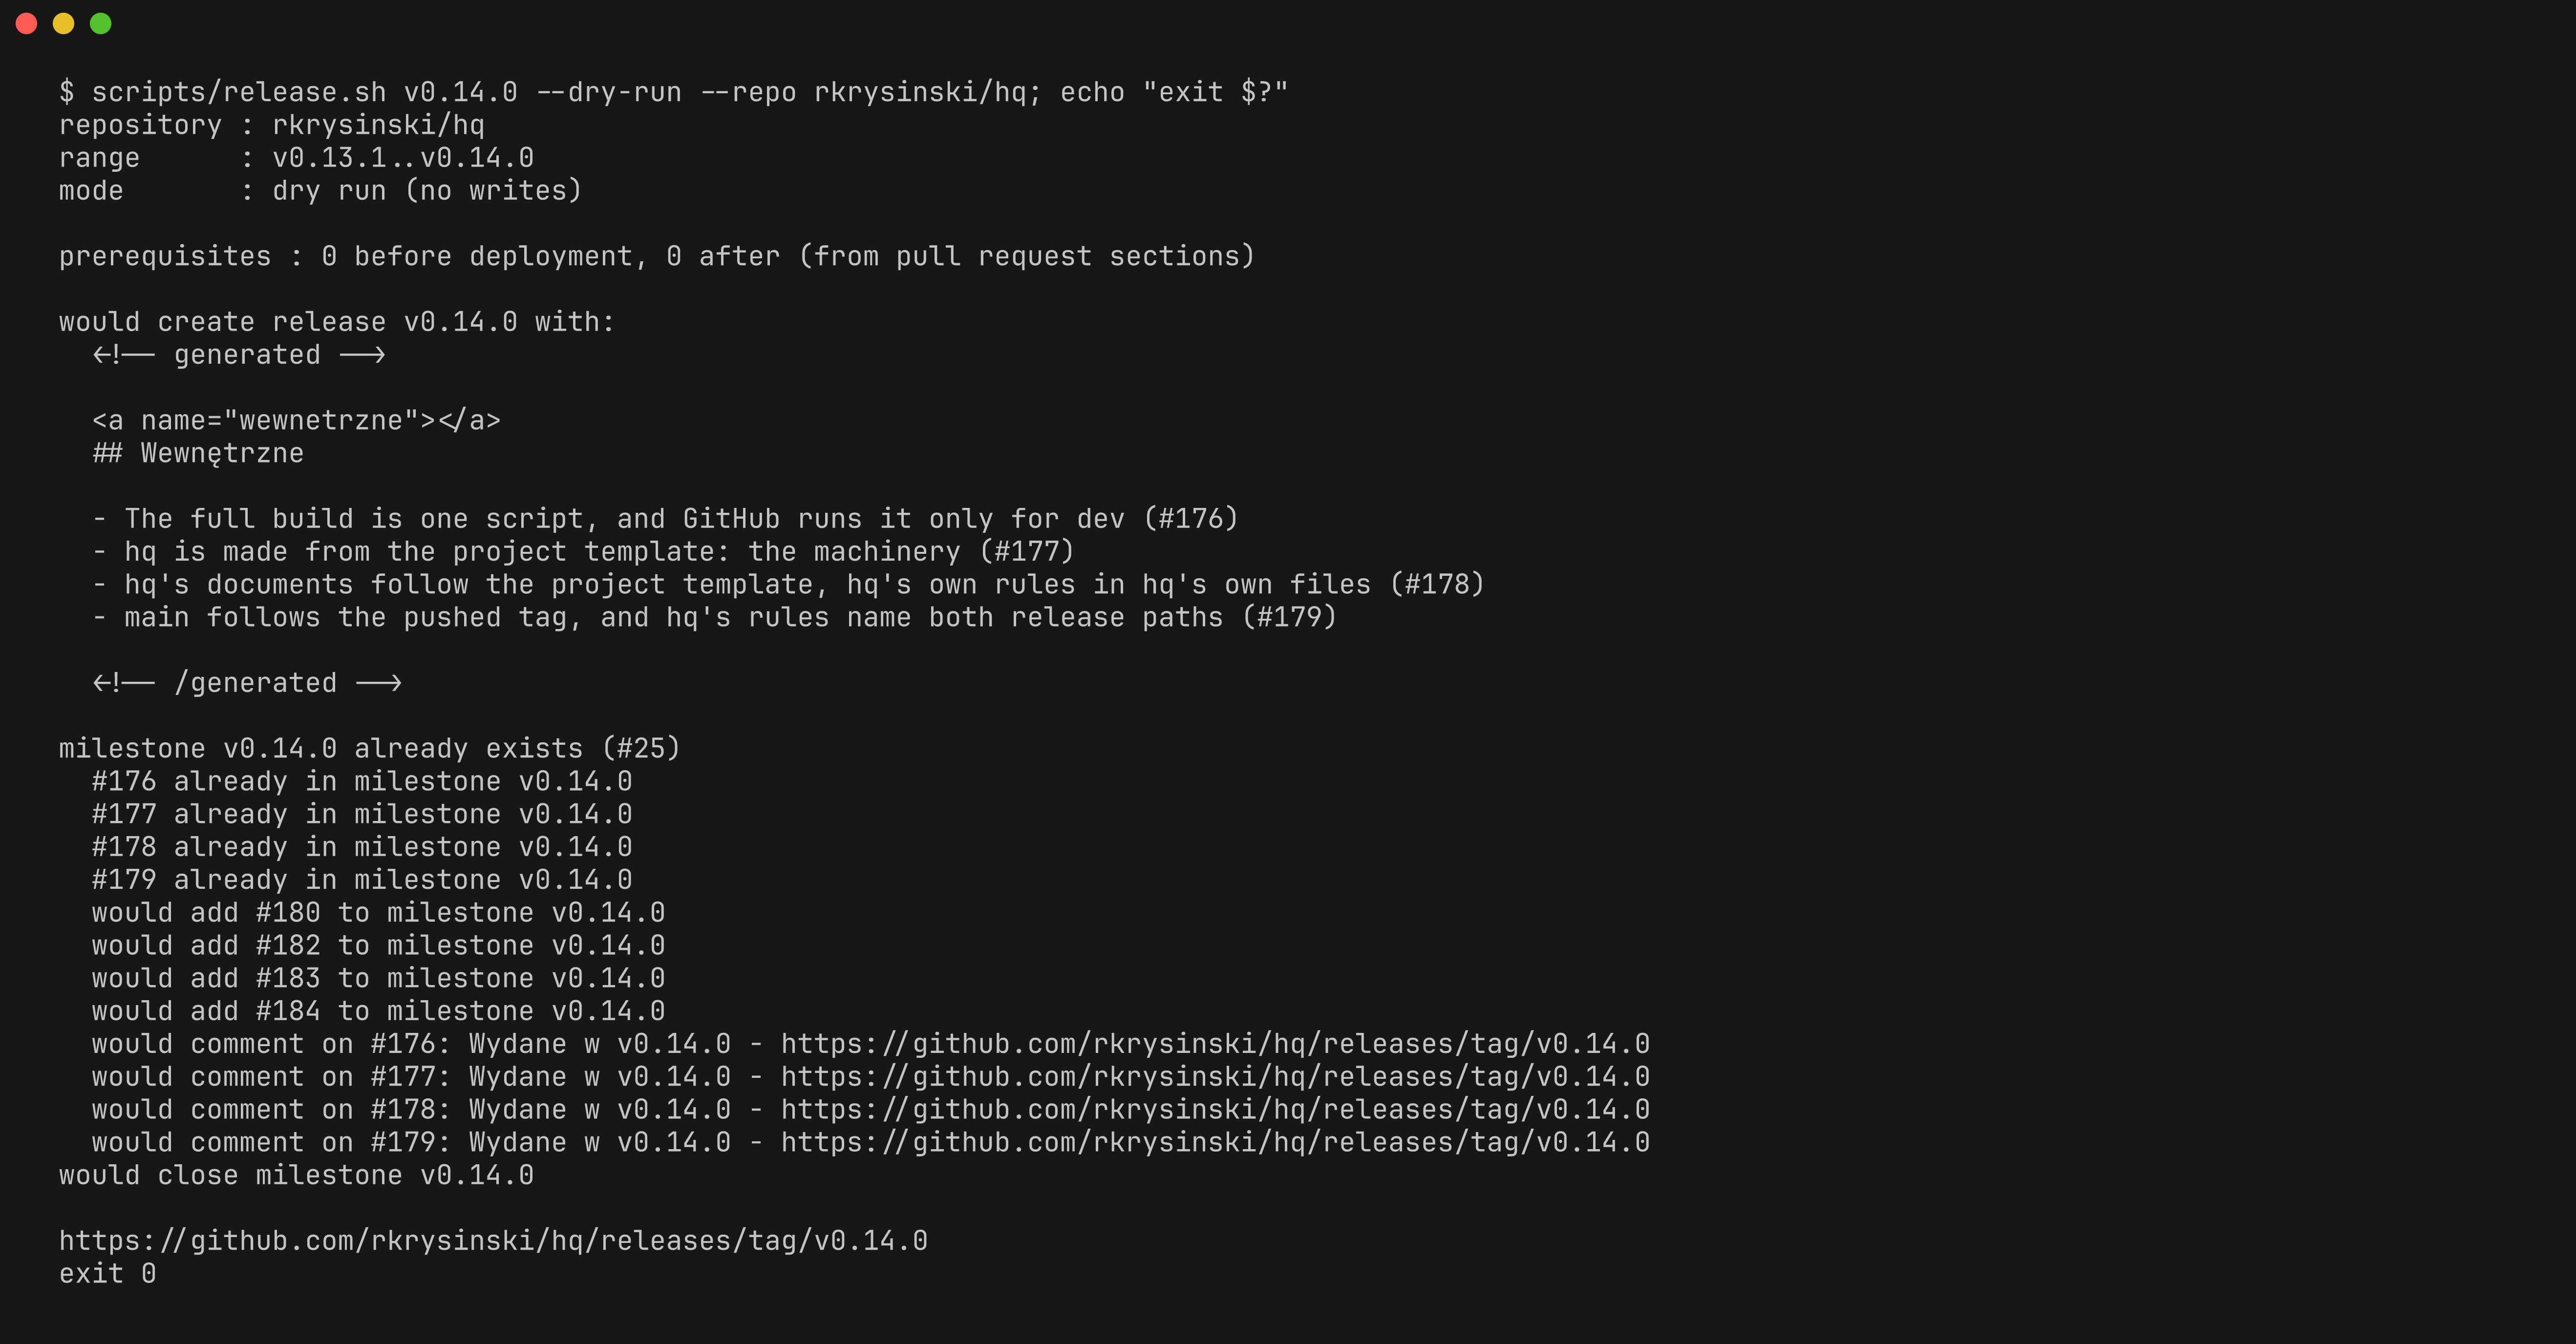 $ scripts/release.sh v0.14.0 --dry-run --repo rkrysinski/hq; echo "exit $?"
repository : rkrysinski/hq
range      : v0.13.1..v0.14.0
mode       : dry run (no writes)

prerequisites : 0 before deployment, 0 after (from pull request sections)

would create release v0.14.0 with:
  <!-- generated -->

  <a name="wewnetrzne"></a>
  ## Wewnętrzne

  - The full build is one script, and GitHub runs it only for dev (#176)
  - hq is made from the project template: the machinery (#177)
  - hq's documents follow the project template, hq's own rules in hq's own files (#178)
  - main follows the pushed tag, and hq's rules name both release paths (#179)

  <!-- /generated -->

milestone v0.14.0 already exists (#25)
  #176 already in milestone v0.14.0
  #177 already in milestone v0.14.0
  #178 already in milestone v0.14.0
  #179 already in milestone v0.14.0
  would add #180 to milestone v0.14.0
  would add #182 to milestone v0.14.0
  would add #183 to milestone v0.14.0
  would add #184 to milestone v0.14.0
  would comment on #176: Wydane w v0.14.0 - https://github.com/rkrysinski/hq/releases/tag/v0.14.0
  would comment on #177: Wydane w v0.14.0 - https://github.com/rkrysinski/hq/releases/tag/v0.14.0
  would comment on #178: Wydane w v0.14.0 - https://github.com/rkrysinski/hq/releases/tag/v0.14.0
  would comment on #179: Wydane w v0.14.0 - https://github.com/rkrysinski/hq/releases/tag/v0.14.0
would close milestone v0.14.0

https://github.com/rkrysinski/hq/releases/tag/v0.14.0
exit 0